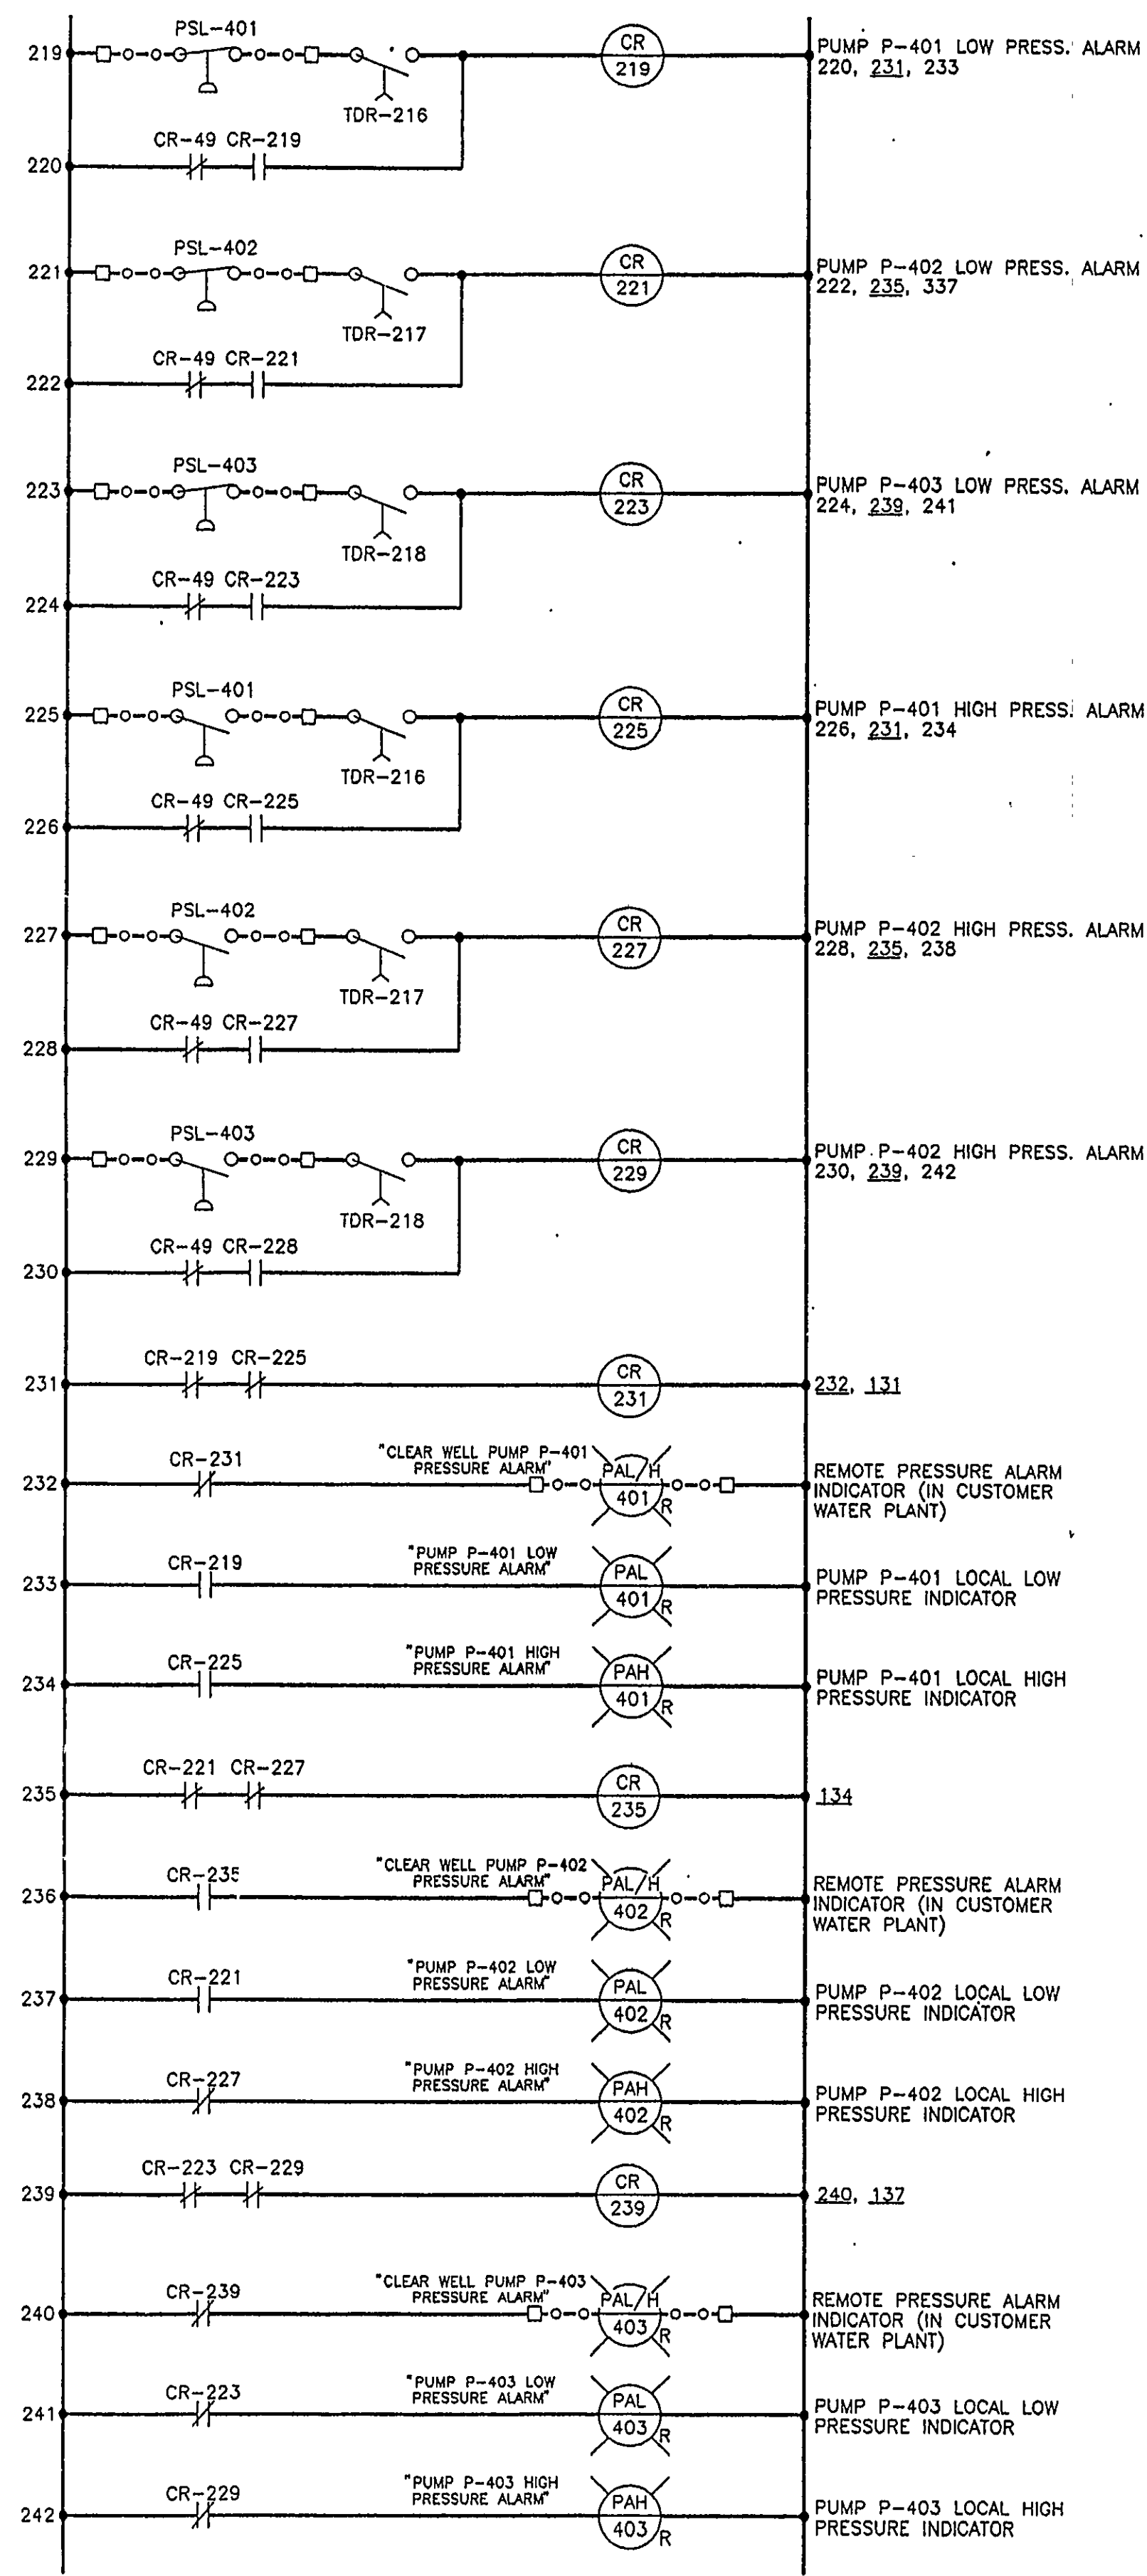 PSL-401
219
CR
219
PUMP P-401 LOW PRESS. ALARM
220, 231, 233
TDR-216
CR-49 CR-219
220
PSL-402
221
CR
221
PUMP P-402 LOW PRESS. ALARM
222, 235, 337
TDR-217
CR-49 CR-221
222
PSL-403
223
CR
223
PUMP P-403 LOW PRESS. ALARM
224, 239, 241
TDR-218
CR-49 CR-223
224
PSL-401
225
CR
225
PUMP P-401 HIGH PRESS. ALARM
226, 231, 234
TDR-216
CR-49 CR-225
226
PSL-402
227
CR
227
PUMP P-402 HIGH PRESS. ALARM
228, 235, 238
TDR-217
CR-49 CR-227
228
PSL-403
229
CR
229
PUMP P-402 HIGH PRESS. ALARM
230, 239, 242
TDR-218
CR-49 CR-228
230
CR-219 CR-225
231
CR
231
232, 131
CR-231
232
"CLEAR WELL PUMP P-401
PRESSURE ALARM"
PAL/H
401
R
REMOTE PRESSURE ALARM
INDICATOR (IN CUSTOMER
WATER PLANT)
CR-219
233
"PUMP P-401 LOW
PRESSURE ALARM"
PAL
401
R
PUMP P-401 LOCAL LOW
PRESSURE INDICATOR
CR-225
234
"PUMP P-401 HIGH
PRESSURE ALARM"
PAH
401
R
PUMP P-401 LOCAL HIGH
PRESSURE INDICATOR
CR-221 CR-227
235
CR
235
134
CR-235
236
"CLEAR WELL PUMP P-402
PRESSURE ALARM"
PAL/H
402
R
REMOTE PRESSURE ALARM
INDICATOR (IN CUSTOMER
WATER PLANT)
CR-221
237
"PUMP P-402 LOW
PRESSURE ALARM"
PAL
402
R
PUMP P-402 LOCAL LOW
PRESSURE INDICATOR
CR-227
238
"PUMP P-402 HIGH
PRESSURE ALARM"
PAH
402
R
PUMP P-402 LOCAL HIGH
PRESSURE INDICATOR
CR-223 CR-229
239
CR
239
240, 137
CR-239
240
"CLEAR WELL PUMP P-403
PRESSURE ALARM"
PAL/H
403
R
REMOTE PRESSURE ALARM
INDICATOR (IN CUSTOMER
WATER PLANT)
CR-223
241
"PUMP P-403 LOW
PRESSURE ALARM"
PAL
403
R
PUMP P-403 LOCAL LOW
PRESSURE INDICATOR
CR-229
242
"PUMP P-403 HIGH
PRESSURE ALARM"
PAH
403
R
PUMP P-403 LOCAL HIGH
PRESSURE INDICATOR